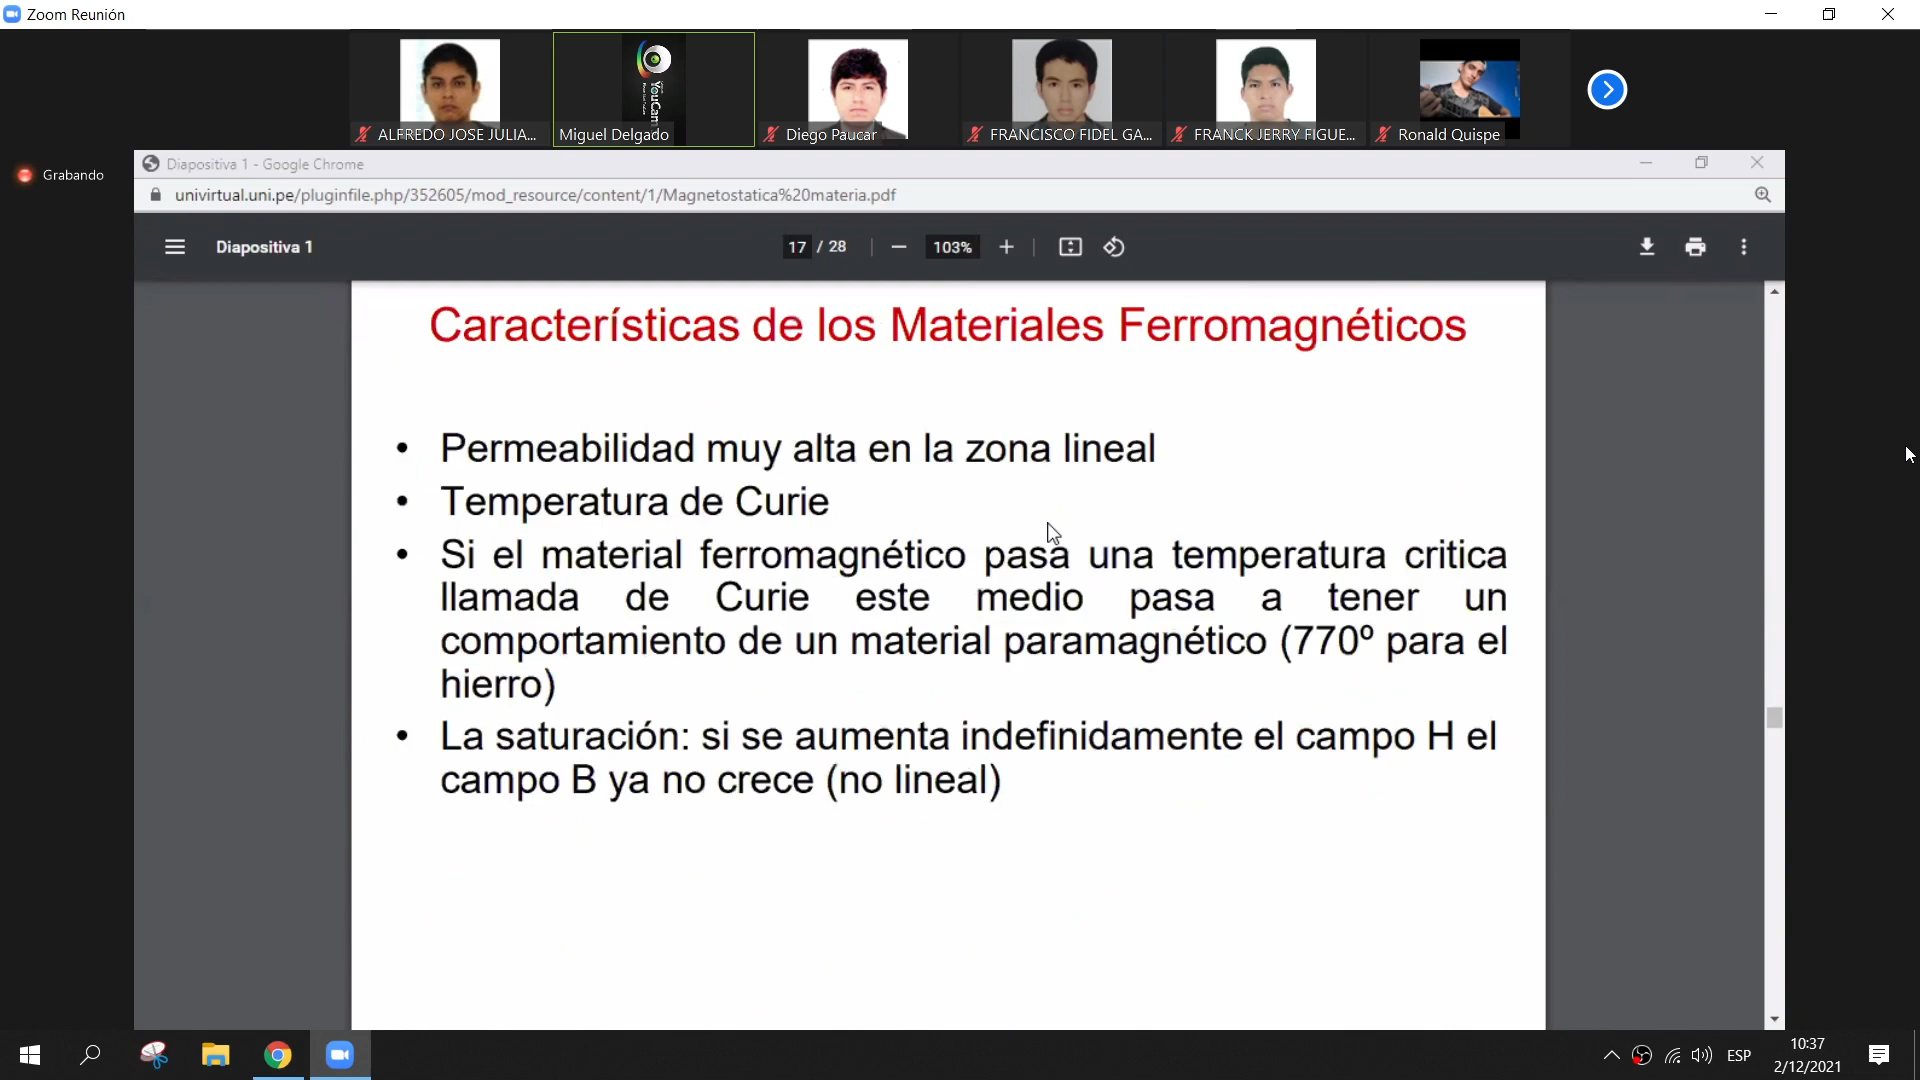 Zoom Reunión
ALFREDO JOSE JULIA...
Miguel Delgado
Diego Paucar
FRANCISCO FIDEL GA...
FRANCK JERRY FIGUE...
Ronald Quispe
YouCam
Grabando
Diapositiva 1 - Google Chrome
univirtual.uni.pe/pluginfile.php/352605/mod_resource/content/1/Magnetostatica%20materia.pdf
Diapositiva 1
17 / 28
103%
Características de los Materiales Ferromagnéticos
• Permeabilidad muy alta en la zona lineal
• Temperatura de Curie
• Si el material ferromagnético pasa una temperatura critica
llamada de Curie este medio pasa a tener un
comportamiento de un material paramagnético (770º para el
hierro)
• La saturación: si se aumenta indefinidamente el campo H el
campo B ya no crece (no lineal)
ESP
10:37
2/12/2021